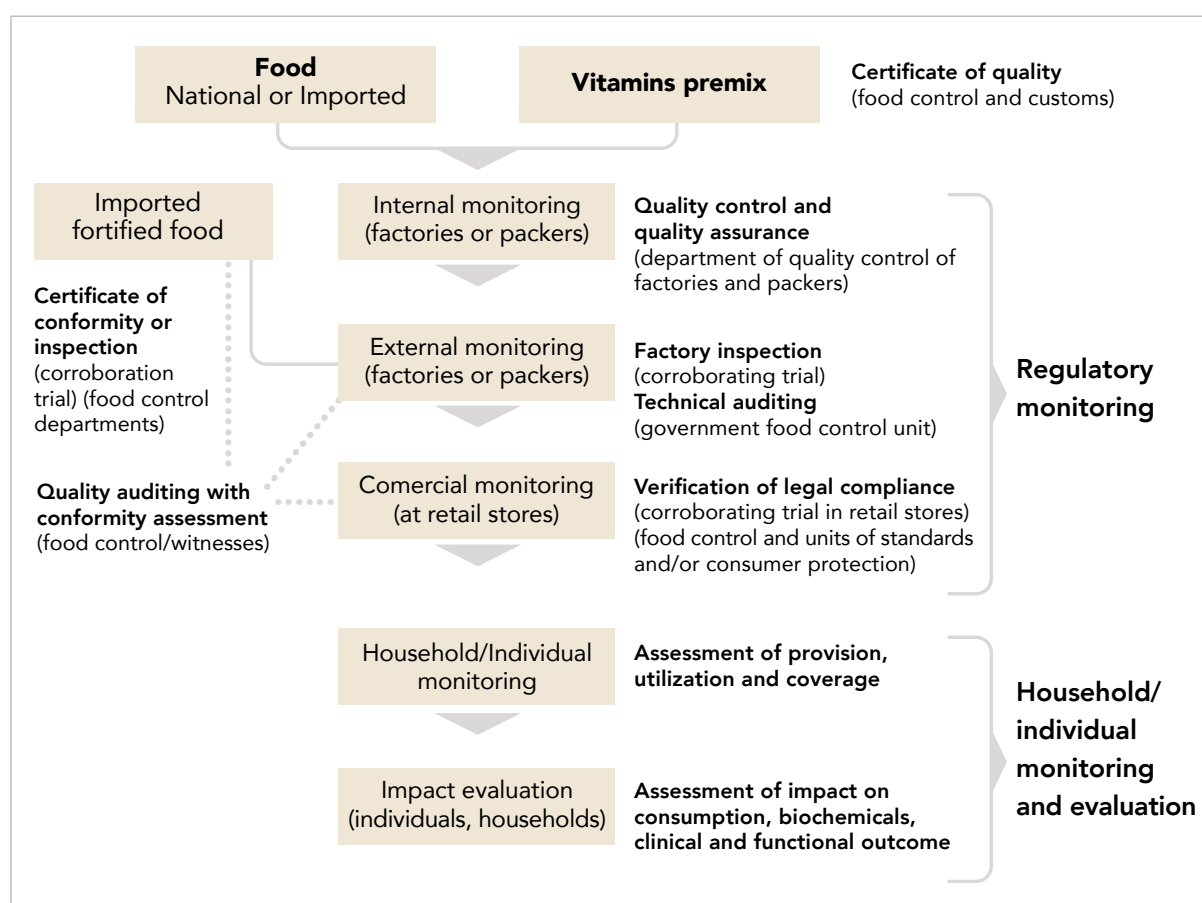 Food
National or Imported
Vitamins premix
Certificate of quality
(food control and customs)
Imported
fortified food
Internal monitoring
(factories or packers)
Quality control and
quality assurance
(department of quality control of
factories and packers)
Certificate of
conformity or
inspection
(corroboration
trial) (food control
departments)
External monitoring
(factories or packers)
Factory inspection
(corroborating trial)
Technical auditing
(government food control unit)
Regulatory
monitoring
Quality auditing with
conformity assessment
(food control/witnesses)
Comercial monitoring
(at retail stores)
Verification of legal compliance
(corroborating trial in retail stores)
(food control and units of standards
and/or consumer protection)
Household/Individual
monitoring
Assessment of provision,
utilization and coverage
Household/
individual
monitoring
and evaluation
Impact evaluation
(individuals, households)
Assessment of impact on
consumption, biochemicals,
clinical and functional outcome